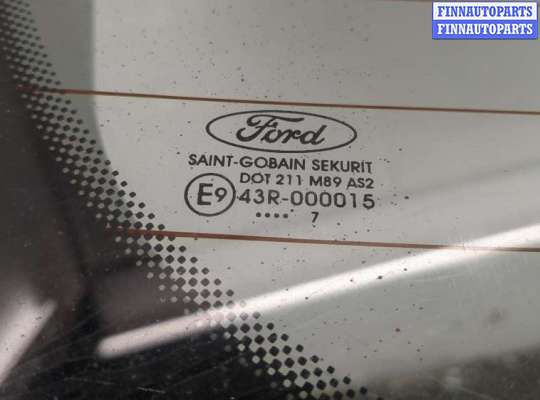 FINNAUTOPARTS
FINNAUTOPARTS
Ford
SAINT-GOBAIN SEKURIT
DOT 211 M89 AS2
E9 43R-000015
•••• 7